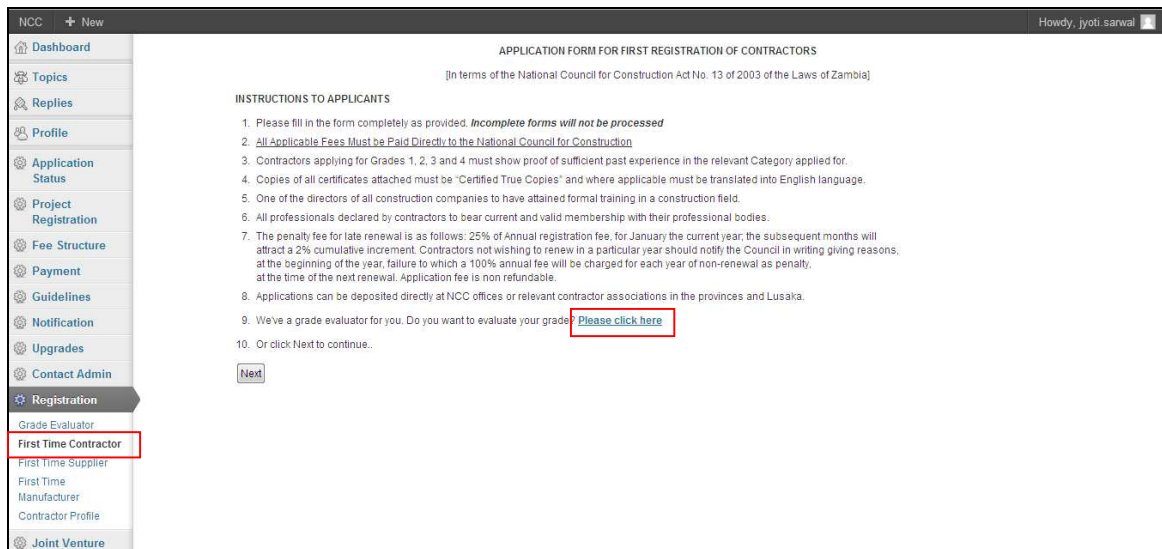 NCC + New
Howdy, jyoti.sarwal
Dashboard
Topics
Replies
Profile
Application
Status
Project
Registration
Fee Structure
Payment
Guidelines
Notification
Upgrades
Contact Admin
Registration
Grade Evaluator
First Time Contractor
First Time Supplier
First Time
Manufacturer
Contractor Profile
Joint Venture
APPLICATION FORM FOR FIRST REGISTRATION OF CONTRACTORS
[In terms of the National Council for Construction Act No. 13 of 2003 of the Laws of Zambia]
INSTRUCTIONS TO APPLICANTS
1. Please fill in the form completely as provided. Incomplete forms will not be processed
2. All Applicable Fees Must be Paid Directly to the National Council for Construction
3. Contractors applying for Grades 1, 2, 3 and 4 must show proof of sufficient past experience in the relevant Category applied for.
4. Copies of all certificates attached must be "Certified True Copies" and where applicable must be translated into English language.
5. One of the directors of all construction companies to have attained formal training in a construction field.
6. All professionals declared by contractors to bear current and valid membership with their professional bodies.
7. The penalty fee for late renewal is as follows: 25% of Annual registration fee, for January the current year; the subsequent months will
attract a 2% cumulative increment. Contractors not wishing to renew in a particular year should notify the Council in writing giving reasons,
at the beginning of the year, failure to which a 100% annual fee will be charged for each year of non-renewal as penalty,
at the time of the next renewal. Application fee is non refundable.
8. Applications can be deposited directly at NCC offices or relevant contractor associations in the provinces and Lusaka.
9. We've a grade evaluator for you. Do you want to evaluate your grade? Please click here
10. Or click Next to continue..
Next